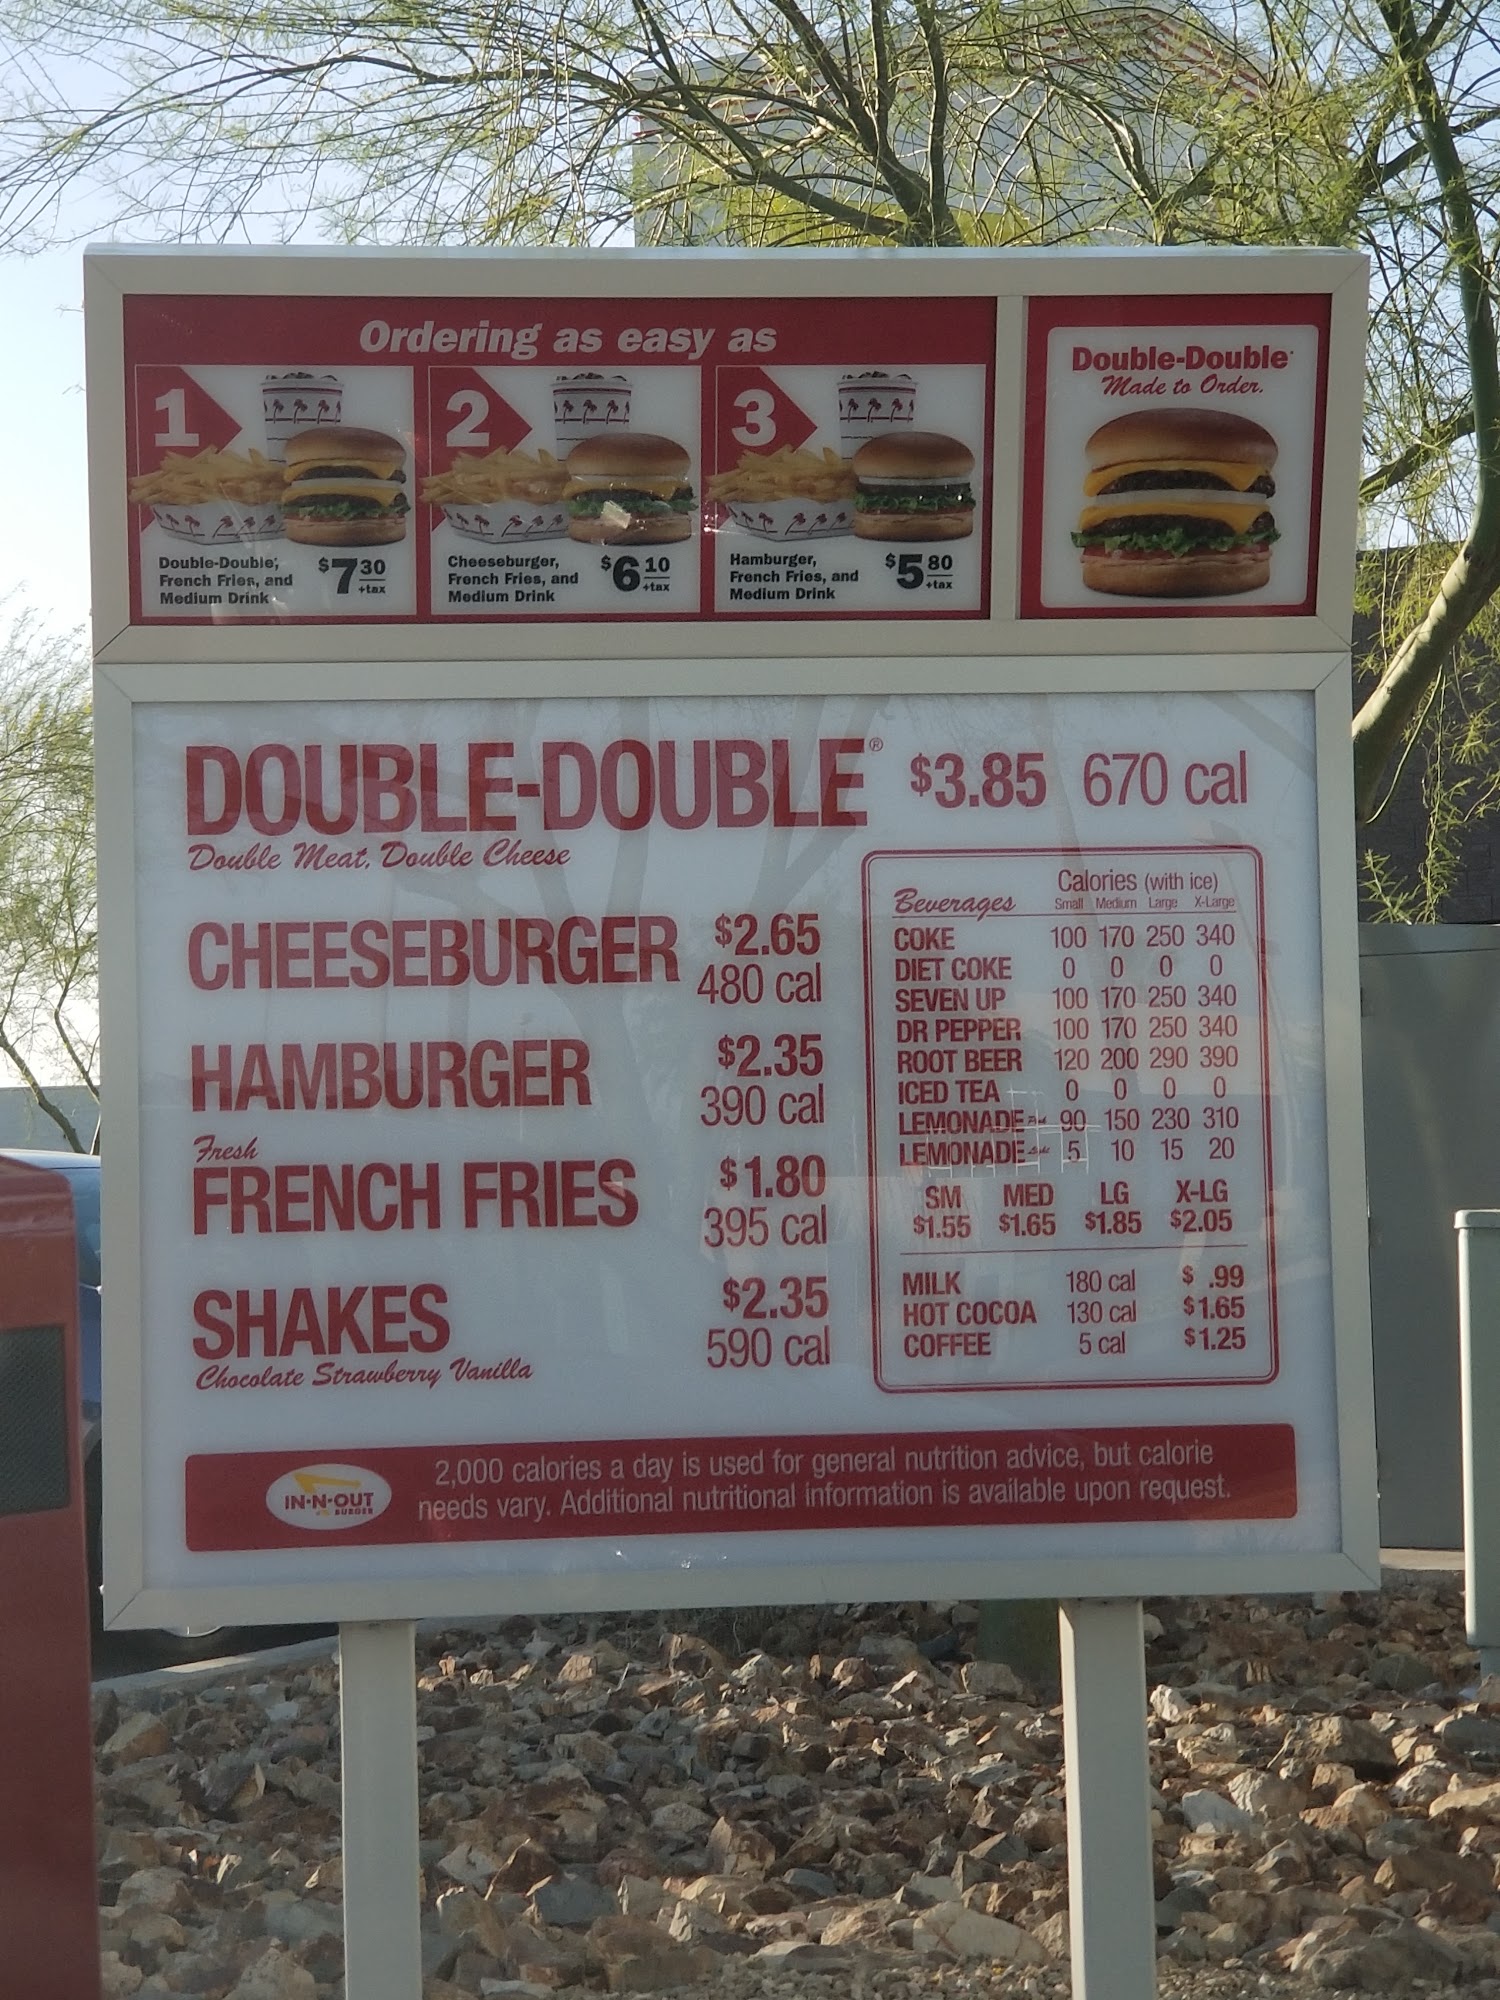 Ordering as easy as
1
Double-Double,
French Fries, and
Medium Drink
$7 30
+tax
2
Cheeseburger,
French Fries, and
Medium Drink
$6 10
+tax
3
Hamburger,
French Fries, and
Medium Drink
$5 80
+tax
Double-Double
Made to Order.
DOUBLE-DOUBLE® $3.85 670 cal
Double Meat, Double Cheese
CHEESEBURGER $2.65
480 cal
HAMBURGER $2.35
390 cal
Fresh
FRENCH FRIES $1.80
395 cal
SHAKES $2.35
590 cal
Chocolate Strawberry Vanilla
Calories (with ice)
Beverages Small Medium Large X-Large
COKE 100 170 250 340
DIET COKE 0 0 0 0
SEVEN UP 100 170 250 340
DR PEPPER 100 170 250 340
ROOT BEER 120 200 290 390
ICED TEA 0 0 0 0
LEMONADE 90 150 230 310
LEMONADE 5 10 15 20
SM MED LG X-LG
$1.55 $1.65 $1.85 $2.05
MILK 180 cal $ .99
HOT COCOA 130 cal $1.65
COFFEE 5 cal $1.25
IN-N-OUT
BURGER
2,000 calories a day is used for general nutrition advice, but calorie
needs vary. Additional nutritional information is available upon request.